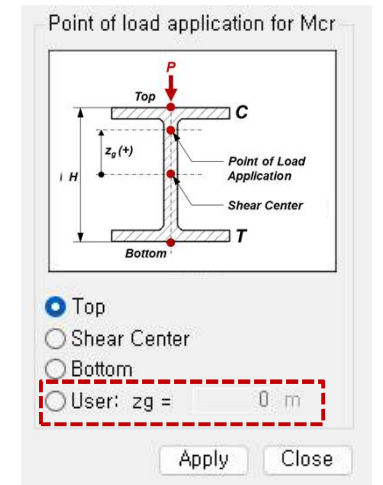 Point of load application for Mcr
P
Top
C
zg (+)
H
Point of Load
Application
Shear Center
T
Bottom
Top
Shear Center
Bottom
User: zg = 0 m
Apply Close